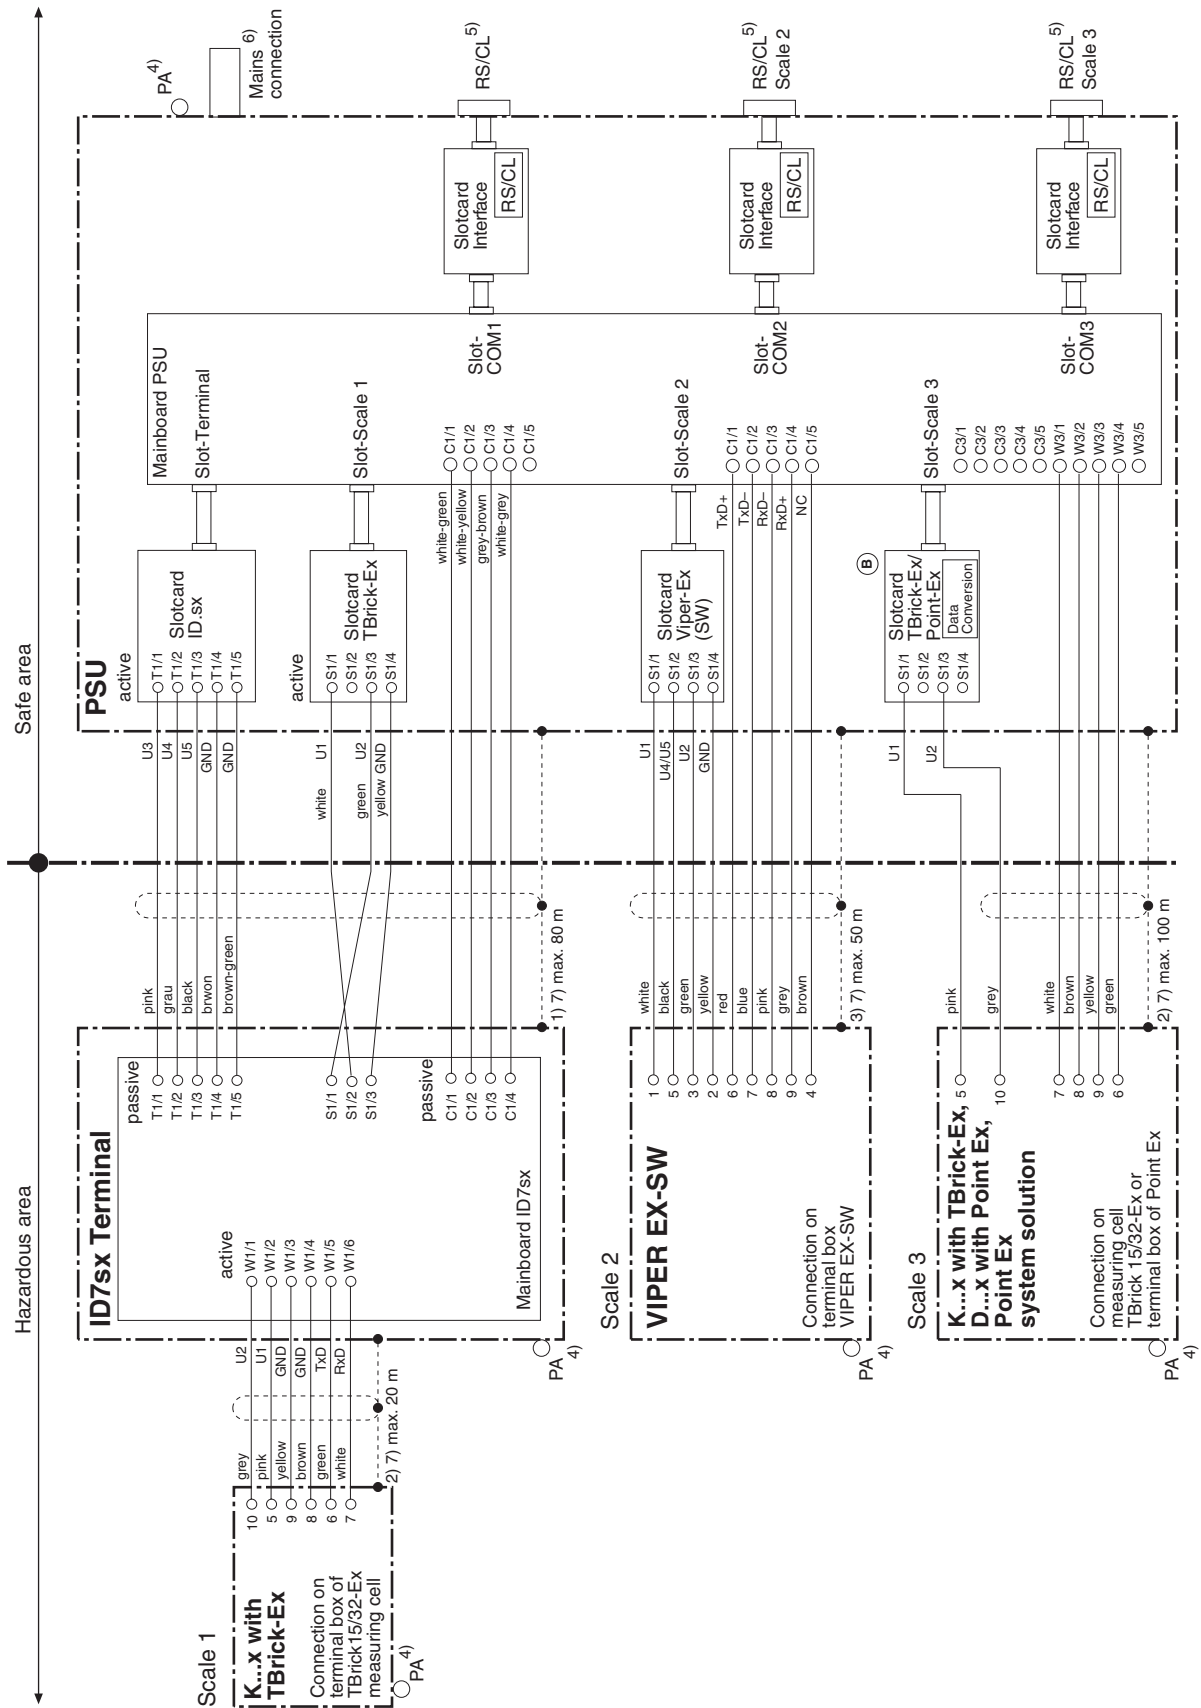 Hazardous area
Safe area
Scale 1
K...x with
TBrick-Ex
Connection on
terminal box of
TBrick15/32-Ex
measuring cell
PA 4)
10
5
9
8
6
7
grey
pink
yellow
brown
green
white
2) 7) max. 20 m
U2
U1
GND
GND
TxD
RxD
ID7sx Terminal
active
W1/1
W1/2
W1/3
W1/4
W1/5
W1/6
Mainboard ID7sx
PA 4)
passive
T1/1
T1/2
T1/3
T1/4
T1/5
S1/1
S1/2
S1/3
passive
C1/1
C1/2
C1/3
C1/4
pink
grau
black
brwon
brown-green
1) 7) max. 80 m
white
green
yellow
U3
U4
U5
GND
GND
U1
U2
GND
PSU
active
T1/1
T1/2
T1/3
T1/4
T1/5
Slotcard
ID.sx
active
S1/1
S1/2
S1/3
S1/4
Slotcard
TBrick-Ex
white-green
white-yellow
grey-brown
white-grey
Mainboard PSU
Slot-Terminal
Slot-Scale 1
C1/1
C1/2
C1/3
C1/4
C1/5
Slot-
COM1
Slotcard
Interface
RS/CL
PA 4)
Mains 6)
connection
RS/CL 5)
Scale 2
VIPER EX-SW
Connection on
terminal box
VIPER EX-SW
PA 4)
1
5
3
2
6
7
8
9
4
white
black
green
yellow
red
blue
pink
grey
brown
3) 7) max. 50 m
U1
U4/U5
U2
GND
S1/1
S1/2
S1/3
S1/4
Slotcard
Viper-Ex
(SW)
TxD+
TxD–
RxD–
RxD+
NC
Slot-Scale 2
C1/1
C1/2
C1/3
C1/4
C1/5
Slot-
COM2
Slotcard
Interface
RS/CL
RS/CL 5)
Scale 2
Scale 3
K...x with TBrick-Ex,
D...x with Point Ex,
Point Ex
system solution
Connection on
measuring cell
TBrick 15/32-Ex or
terminal box of Point Ex
PA 4)
5
10
7
8
9
6
pink
grey
white
brown
yellow
green
2) 7) max. 100 m
U1
U2
B
S1/1
S1/2
S1/3
S1/4
Slotcard
TBrick-Ex/
Point-Ex
Data
Conversion
Slot-Scale 3
C3/1
C3/2
C3/3
C3/4
C3/5
W3/1
W3/2
W3/3
W3/4
W3/5
Slot-
COM3
Slotcard
Interface
RS/CL
RS/CL 5)
Scale 3